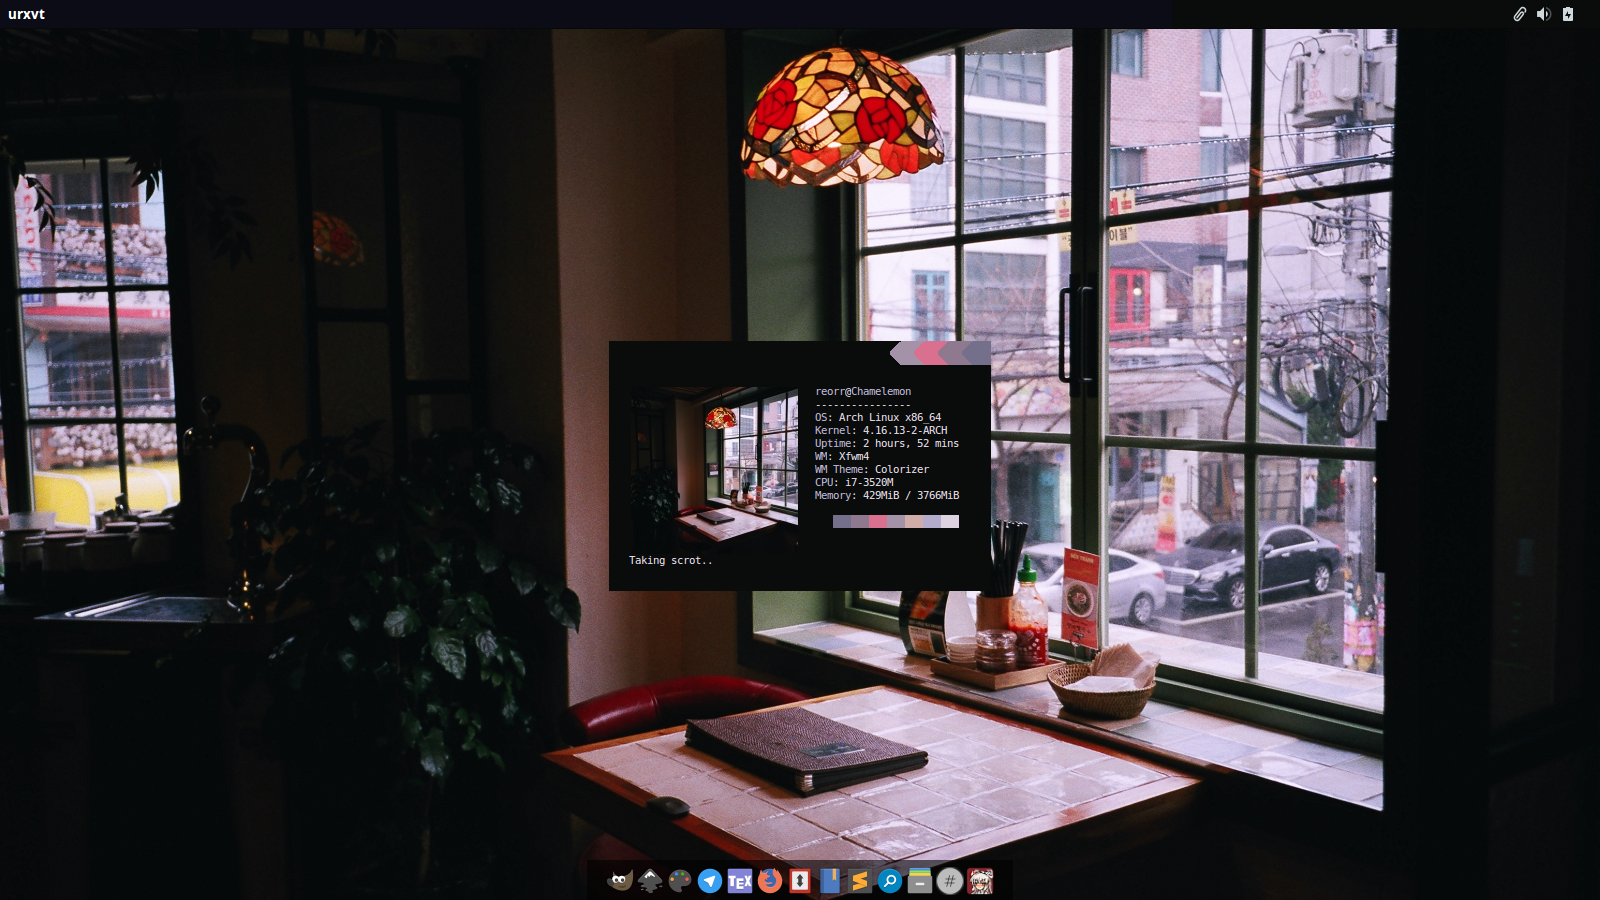 urxvt
reorr@Chamelemon
----------------
OS: Arch Linux x86_64
Kernel: 4.16.13-2-ARCH
Uptime: 2 hours, 52 mins
WM: Xfwm4
WM Theme: Colorizer
CPU: i7-3520M
Memory: 429MiB / 3766MiB
Taking scrot..
TEX
#